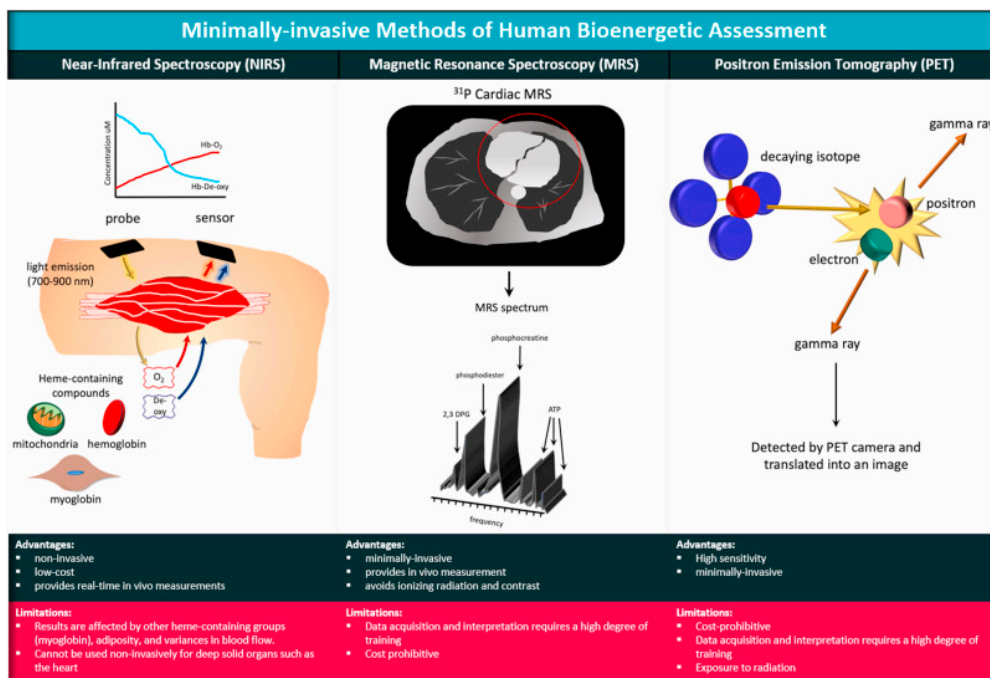 Minimally-invasive Methods of Human Bioenergetic Assessment
Near-Infrared Spectroscopy (NIRS)
Concentration uM
Hb-O₂
Hb-De-oxy
probe
sensor
light emission
(700-900 nm)
O₂
De-
oxy
Heme-containing
compounds
mitochondria
hemoglobin
myoglobin
Advantages:
▪ non-invasive
▪ low-cost
▪ provides real-time in vivo measurements
Limitations:
▪ Results are affected by other heme-containing groups
(myoglobin), adiposity, and variances in blood flow.
▪ Cannot be used non-invasively for deep solid organs such as
the heart
Magnetic Resonance Spectroscopy (MRS)
³¹P Cardiac MRS
MRS spectrum
phosphocreatine
phosphodiester
2,3 DPG
ATP
frequency
Advantages:
▪ minimally-invasive
▪ provides in vivo measurement
▪ avoids ionizing radiation and contrast
Limitations:
▪ Data acquisition and interpretation requires a high degree of
training
▪ Cost prohibitive
Positron Emission Tomography (PET)
gamma ray
decaying isotope
positron
electron
gamma ray
Detected by PET camera and
translated into an image
Advantages:
▪ High sensitivity
▪ minimally-invasive
Limitations:
▪ Cost-prohibitive
▪ Data acquisition and interpretation requires a high degree of
training
▪ Exposure to radiation